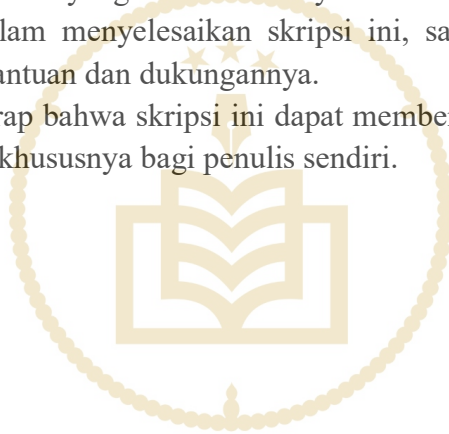 alam menyelesaikan skripsi ini, sa
antuan dan dukungannya.
rap bahwa skripsi ini dapat member
khususnya bagi penulis sendiri.